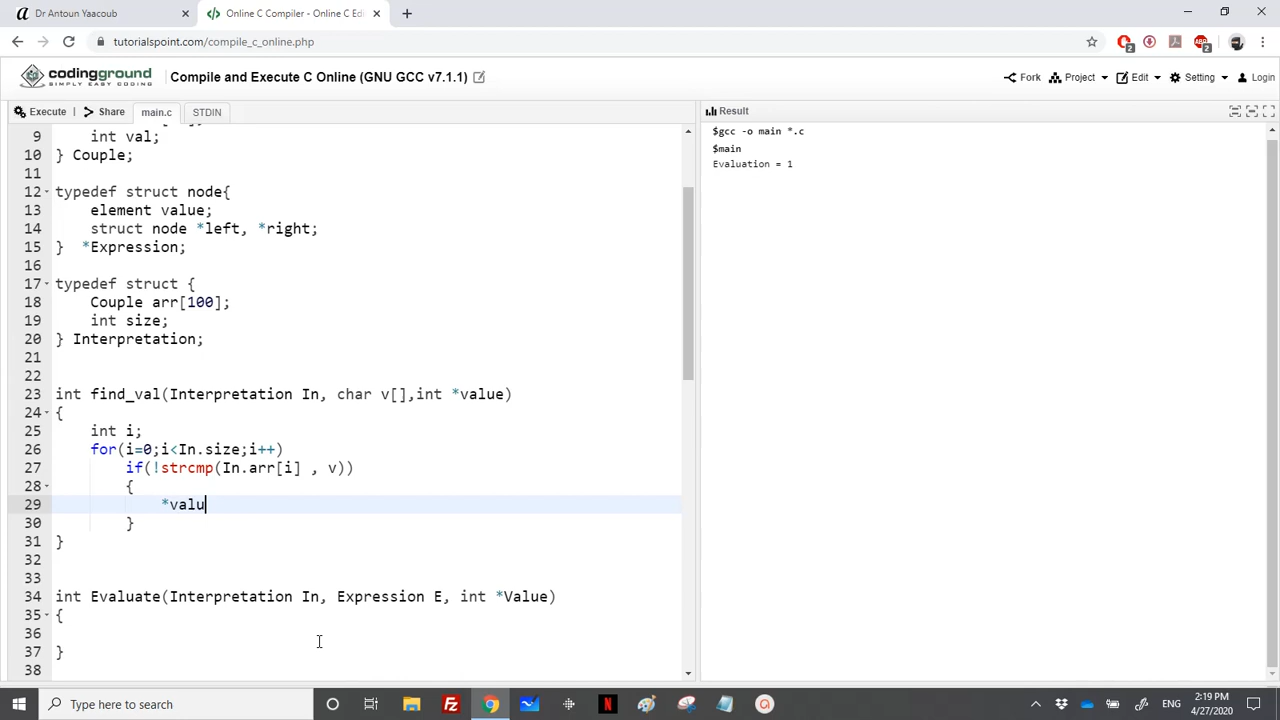 Dr Antoun Yaacoub
Online C Compiler - Online C Edi
tutorialspoint.com/compile_c_online.php
2
ABP
2
codingground
SIMPLY EASY CODING
Compile and Execute C Online (GNU GCC v7.1.1)
Fork
Project
Edit
Setting
Login
Execute
Share
main.c
STDIN
Result
$gcc -o main *.c
$main
Evaluation = 1
9 int val;
10 } Couple;
11
12 typedef struct node{
13 element value;
14 struct node *left, *right;
15 } *Expression;
16
17 typedef struct {
18 Couple arr[100];
19 int size;
20 } Interpretation;
21
22
23 int find_val(Interpretation In, char v[],int *value)
24 {
25 int i;
26 for(i=0;i<In.size;i++)
27 if(!strcmp(In.arr[i] , v))
28 {
29 *valu
30 }
31 }
32
33
34 int Evaluate(Interpretation In, Expression E, int *Value)
35 {
36
37 }
38
Type here to search
ENG
2:19 PM
4/27/2020